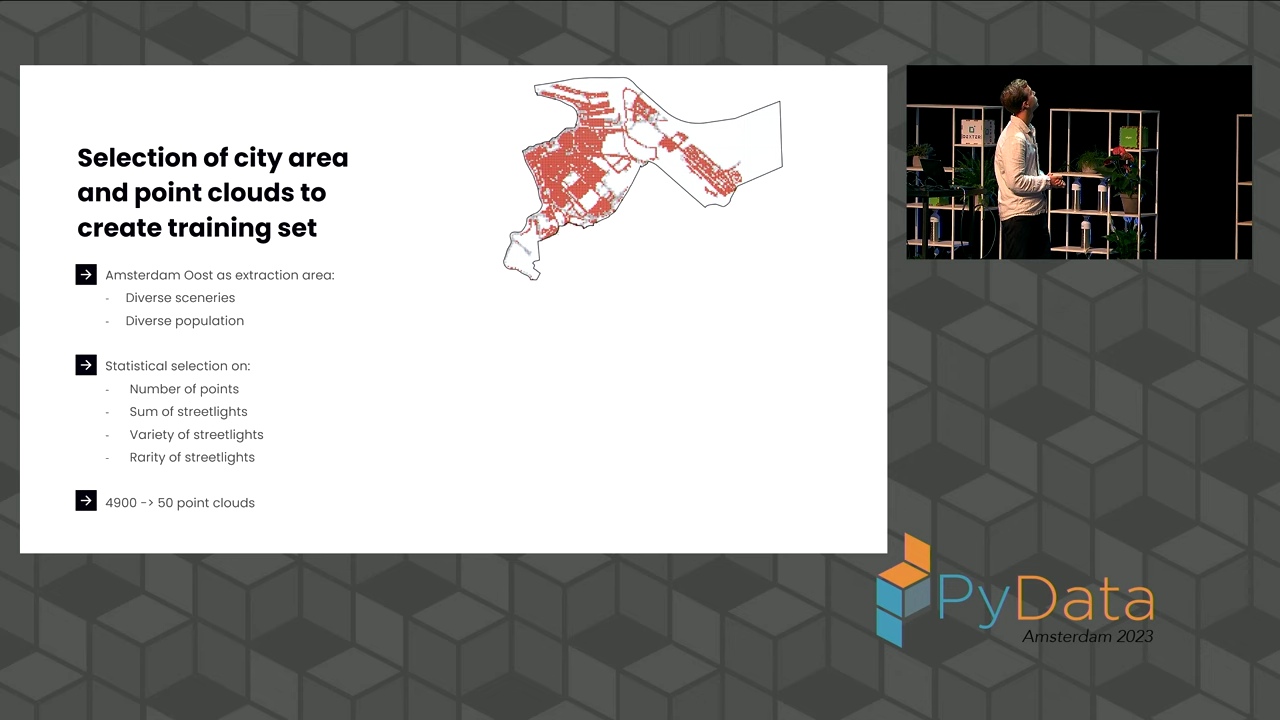 Selection of city area
and point clouds to
create training set
Amsterdam Oost as extraction area:
- Diverse sceneries
- Diverse population
Statistical selection on:
- Number of points
- Sum of streetlights
- Variety of streetlights
- Rarity of streetlights
4900 -> 50 point clouds
DEXTER
PyData
Amsterdam 2023